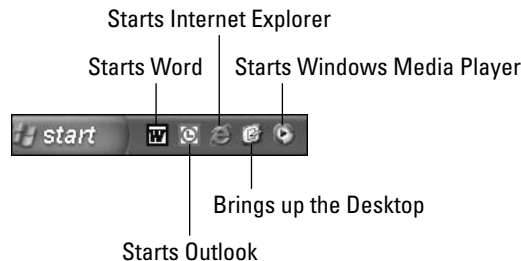 Starts Internet Explorer
Starts Word
Starts Windows Media Player
start
W
Brings up the Desktop
Starts Outlook